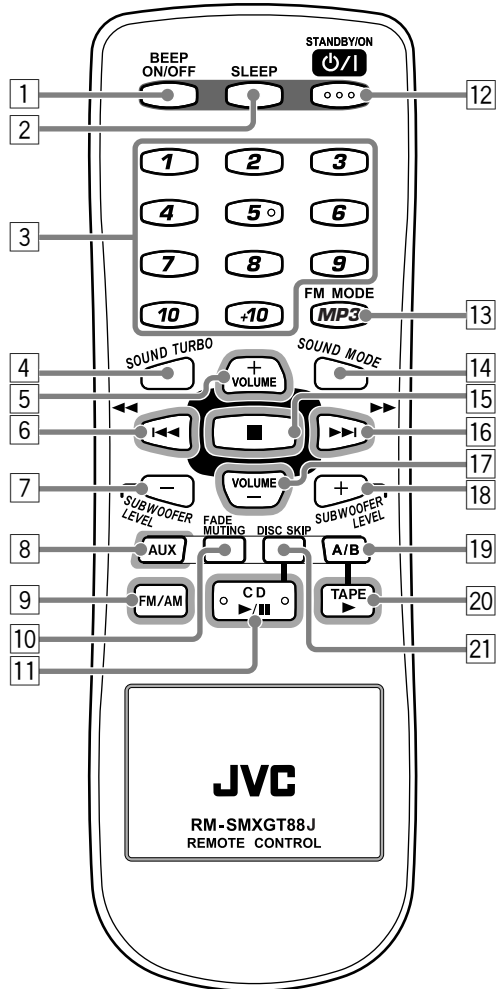 STANDBY/ON
BEEP
ON/OFF
SLEEP
1
2
12
1 2 3
3
4 5 6
7 8 9
FM MODE
10 +10 MP3
13
SOUND TURBO
SOUND MODE
4
14
+
VOLUME
5
15
6
16
VOLUME
−
17
7
−
+
18
SUBWOOFER
LEVEL
SUBWOOFER
LEVEL
FADE
MUTING
DISC SKIP
8
AUX
A/B
19
9
FM/AM
CD
TAPE
20
10
21
11
JVC
RM-SMXGT88J
REMOTE CONTROL